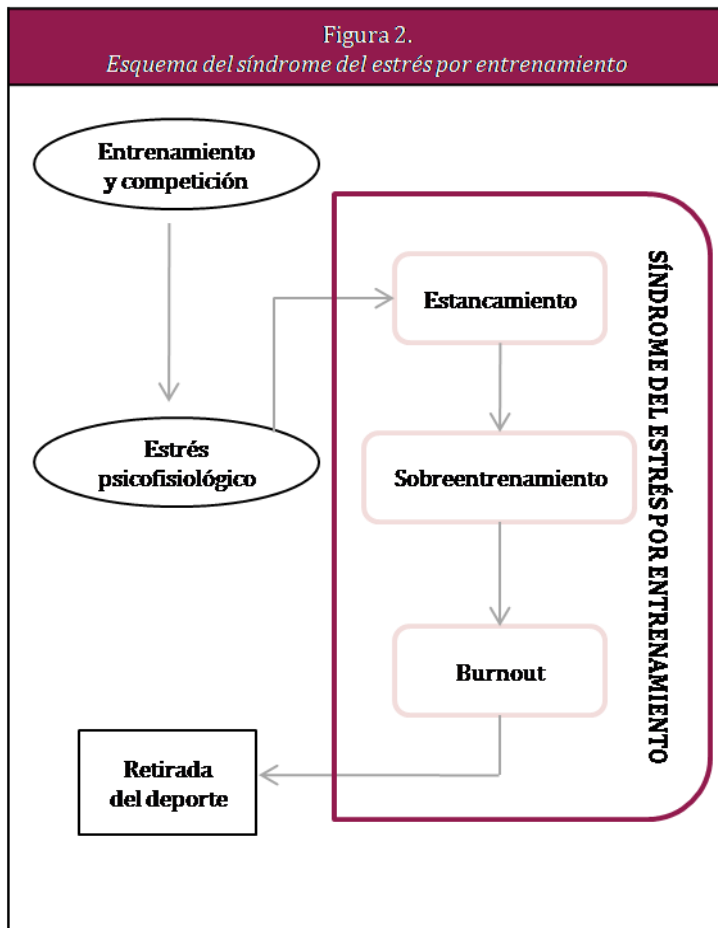 Figura 2.
Esquema del síndrome del estrés por entrenamiento
Entrenamiento
y competición
Estrés
psicofisiológico
Estancamiento
Sobreentrenamiento
Burnout
Retirada
del deporte
SÍNDROME DEL ESTRÉS POR ENTRENAMIENTO